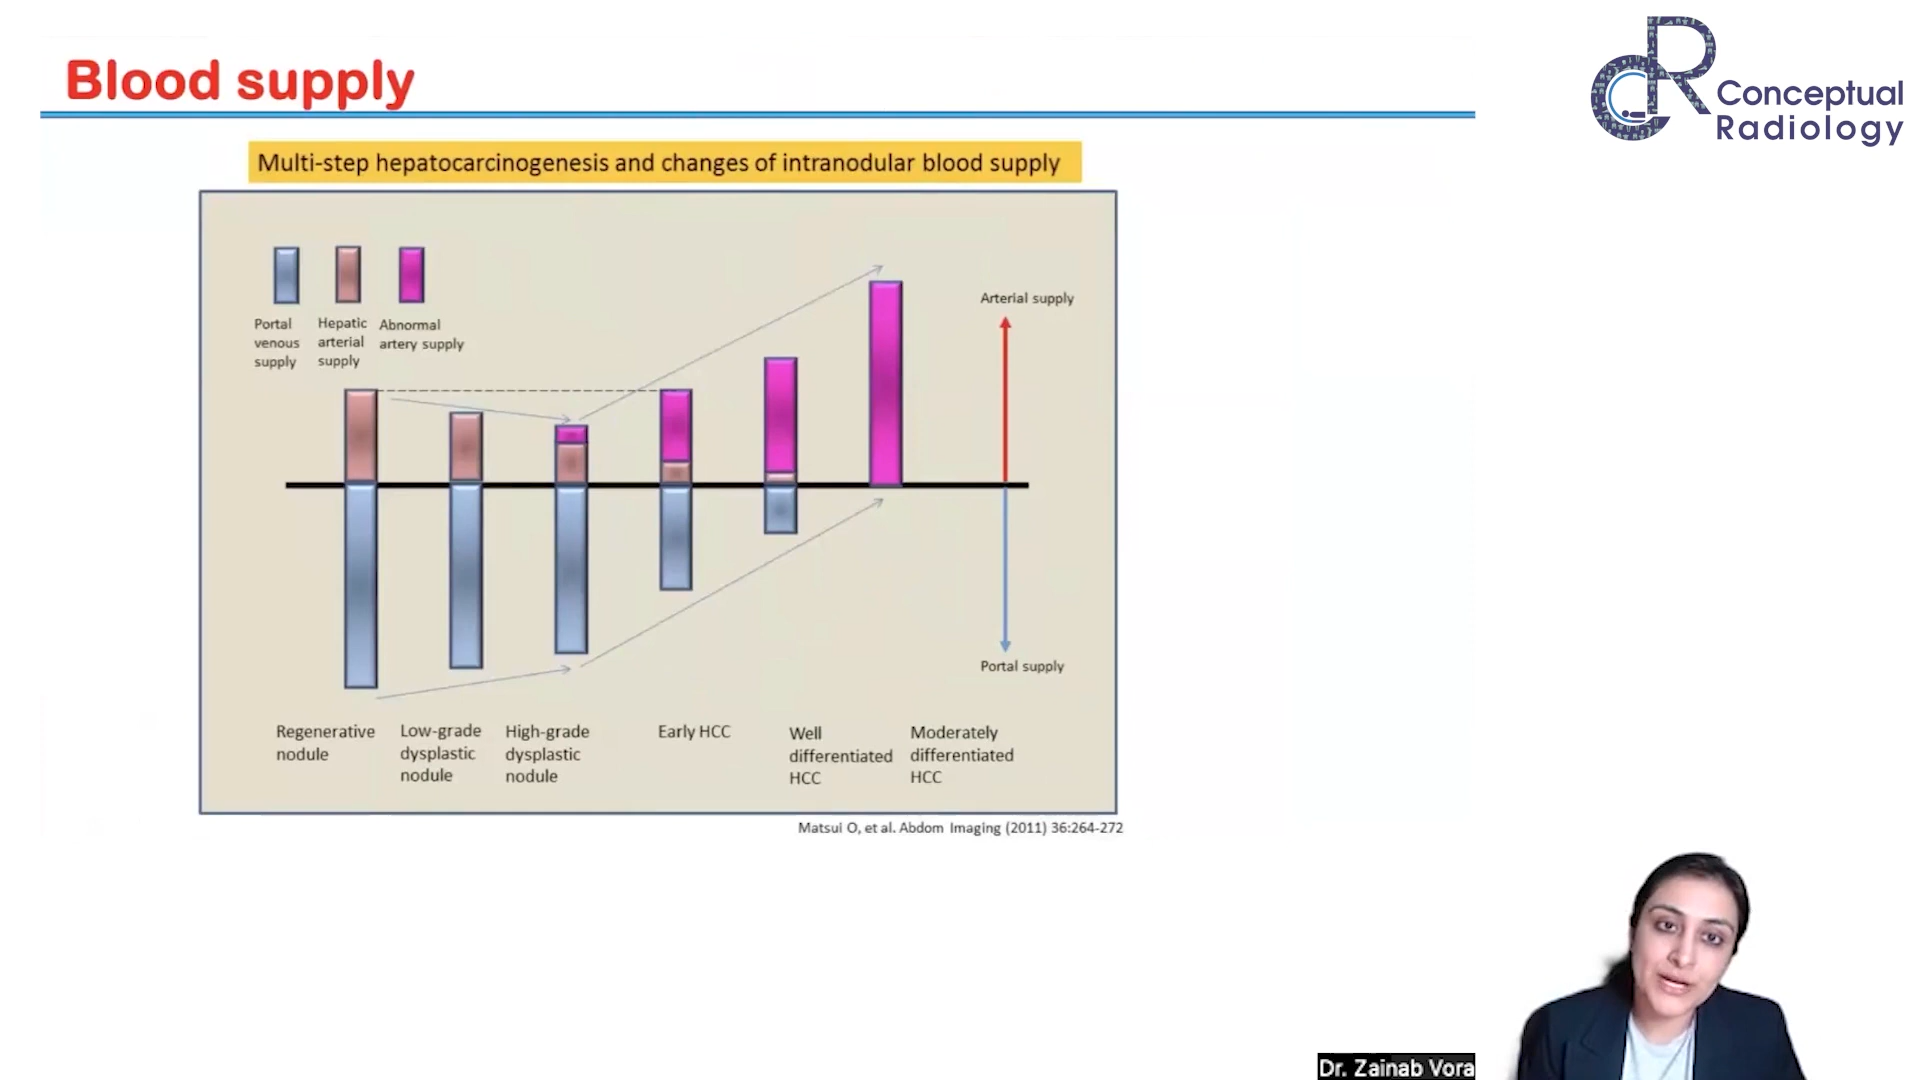 Blood supply
Conceptual
Radiology
Multi-step hepatocarcinogenesis and changes of intranodular blood supply
Portal
venous
supply
Hepatic
arterial
supply
Abnormal
artery supply
Arterial supply
Portal supply
Regenerative
nodule
Low-grade
dysplastic
nodule
High-grade
dysplastic
nodule
Early HCC
Well
differentiated
HCC
Moderately
differentiated
HCC
Matsui O, et al. Abdom Imaging (2011) 36:264-272
Dr. Zainab Vora